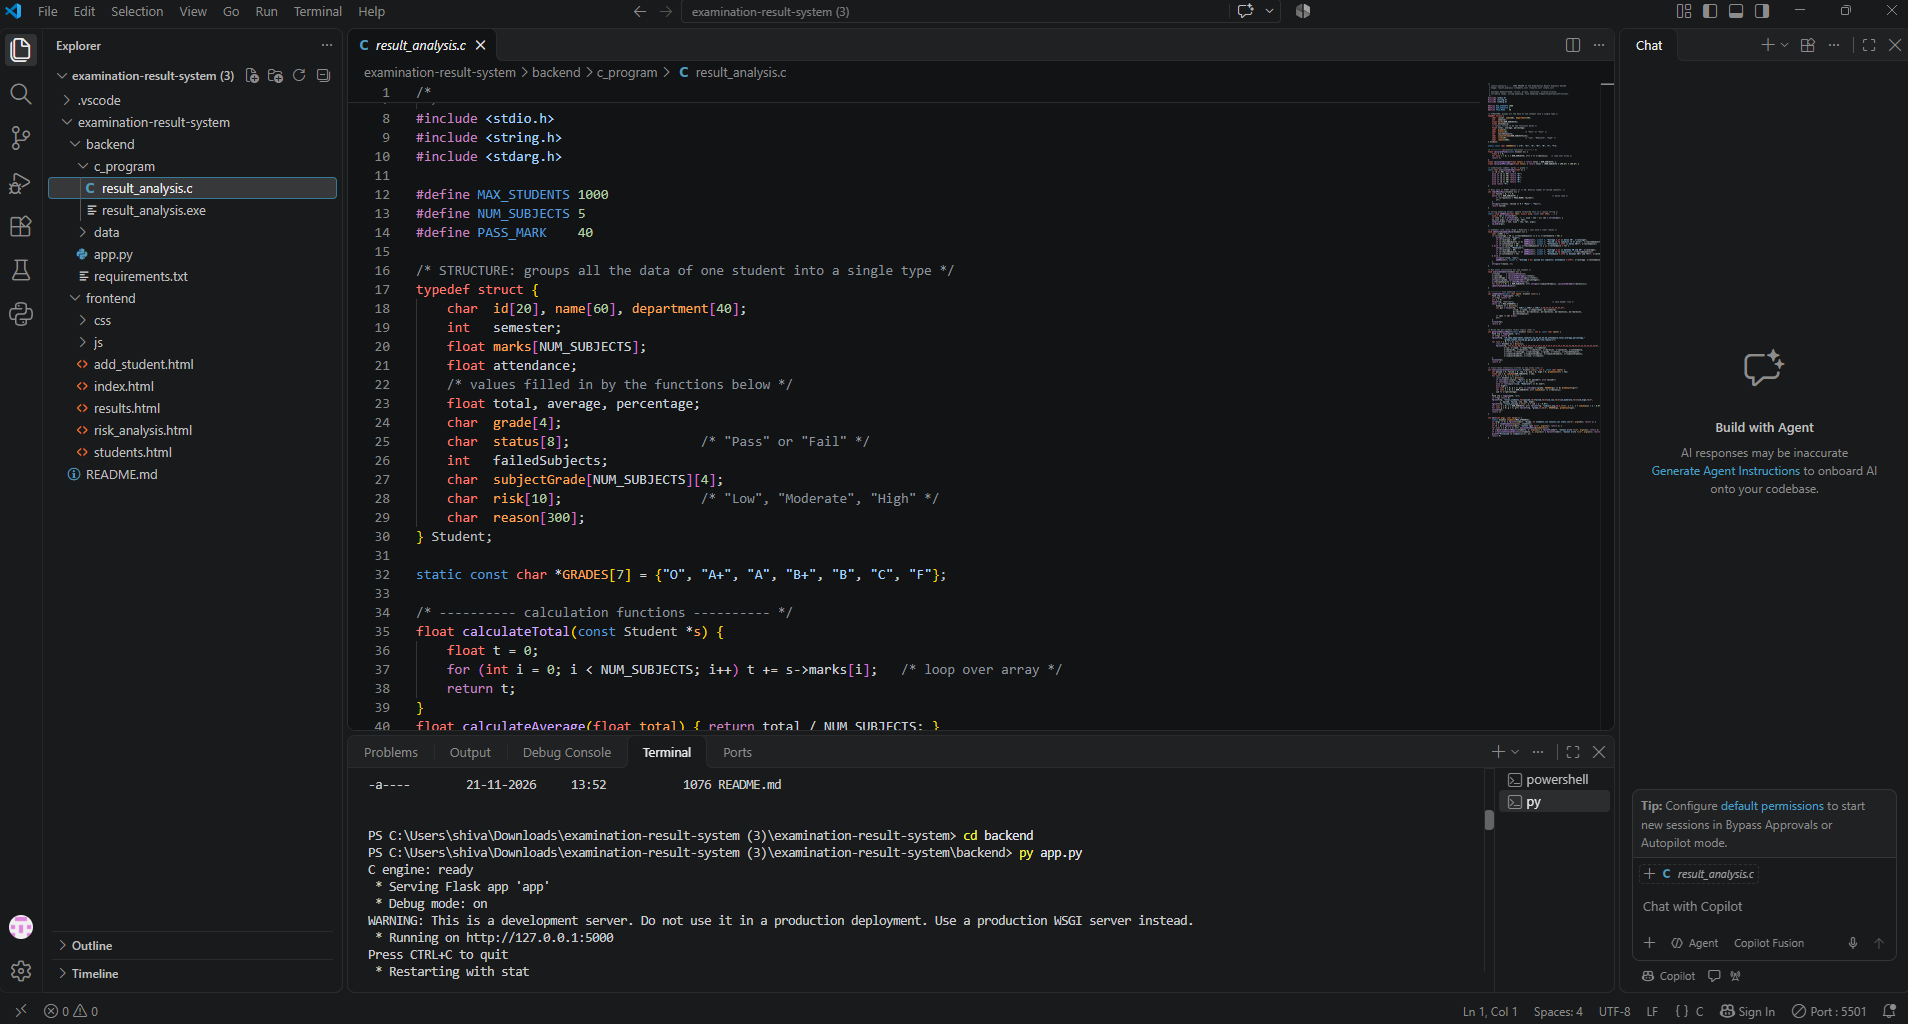 File Edit Selection View Go Run Terminal Help
examination-result-system (3)
Explorer
examination-result-system (3)
.vscode
examination-result-system
backend
c_program
C result_analysis.c
result_analysis.exe
data
app.py
requirements.txt
frontend
css
js
add_student.html
index.html
results.html
risk_analysis.html
students.html
README.md
Outline
Timeline
C result_analysis.c
examination-result-system > backend > c_program > C result_analysis.c
1 /*
8 #include <stdio.h>
9 #include <string.h>
10 #include <stdarg.h>
11
12 #define MAX_STUDENTS 1000
13 #define NUM_SUBJECTS 5
14 #define PASS_MARK    40
15
16 /* STRUCTURE: groups all the data of one student into a single type */
17 typedef struct {
18     char  id[20], name[60], department[40];
19     int   semester;
20     float marks[NUM_SUBJECTS];
21     float attendance;
22     /* values filled in by the functions below */
23     float total, average, percentage;
24     char  grade[4];
25     char  status[8];                 /* "Pass" or "Fail" */
26     int   failedSubjects;
27     char  subjectGrade[NUM_SUBJECTS][4];
28     char  risk[10];                  /* "Low", "Moderate", "High" */
29     char  reason[300];
30 } Student;
31
32 static const char *GRADES[7] = {"O", "A+", "A", "B+", "B", "C", "F"};
33
34 /* ---------- calculation functions ---------- */
35 float calculateTotal(const Student *s) {
36     float t = 0;
37     for (int i = 0; i < NUM_SUBJECTS; i++) t += s->marks[i];   /* loop over array */
38     return t;
39 }
40 float calculateAverage(float total) { return total / NUM_SUBJECTS; }
Problems Output Debug Console Terminal Ports
-a----       21-11-2026     13:52          1076 README.md
PS C:\Users\shiva\Downloads\examination-result-system (3)\examination-result-system> cd backend
PS C:\Users\shiva\Downloads\examination-result-system (3)\examination-result-system\backend> py app.py
C engine: ready
 * Serving Flask app 'app'
 * Debug mode: on
WARNING: This is a development server. Do not use it in a production deployment. Use a production WSGI server instead.
 * Running on http://127.0.0.1:5000
Press CTRL+C to quit
 * Restarting with stat
powershell
py
Chat
Build with Agent
AI responses may be inaccurate
Generate Agent Instructions to onboard AI
onto your codebase.
Tip: Configure default permissions to start
new sessions in Bypass Approvals or
Autopilot mode.
C result_analysis.c
Chat with Copilot
Agent Copilot Fusion
Copilot
0 0
Ln 1, Col 1 Spaces: 4 UTF-8 LF { } C Sign In Port : 5501